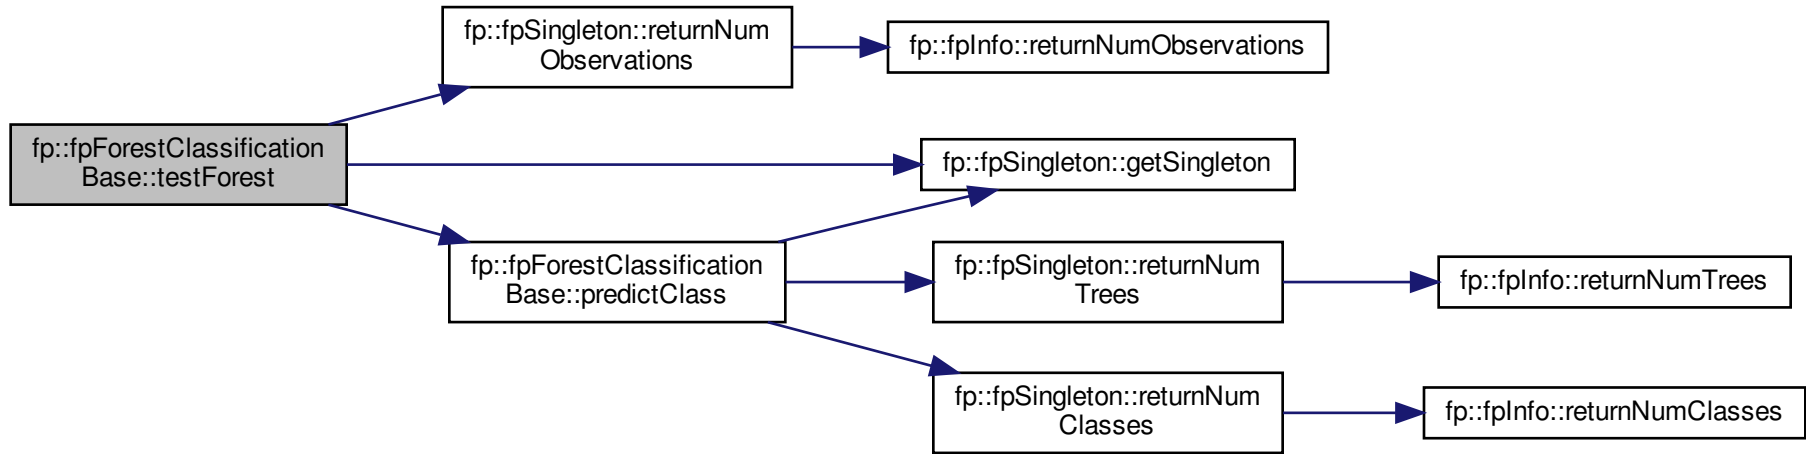 fp::fpSingleton::returnNum
Observations
fp::fpInfo::returnNumObservations
fp::fpForestClassification
Base::testForest
fp::fpSingleton::getSingleton
fp::fpForestClassification
Base::predictClass
fp::fpSingleton::returnNum
Trees
fp::fpInfo::returnNumTrees
fp::fpSingleton::returnNum
Classes
fp::fpInfo::returnNumClasses